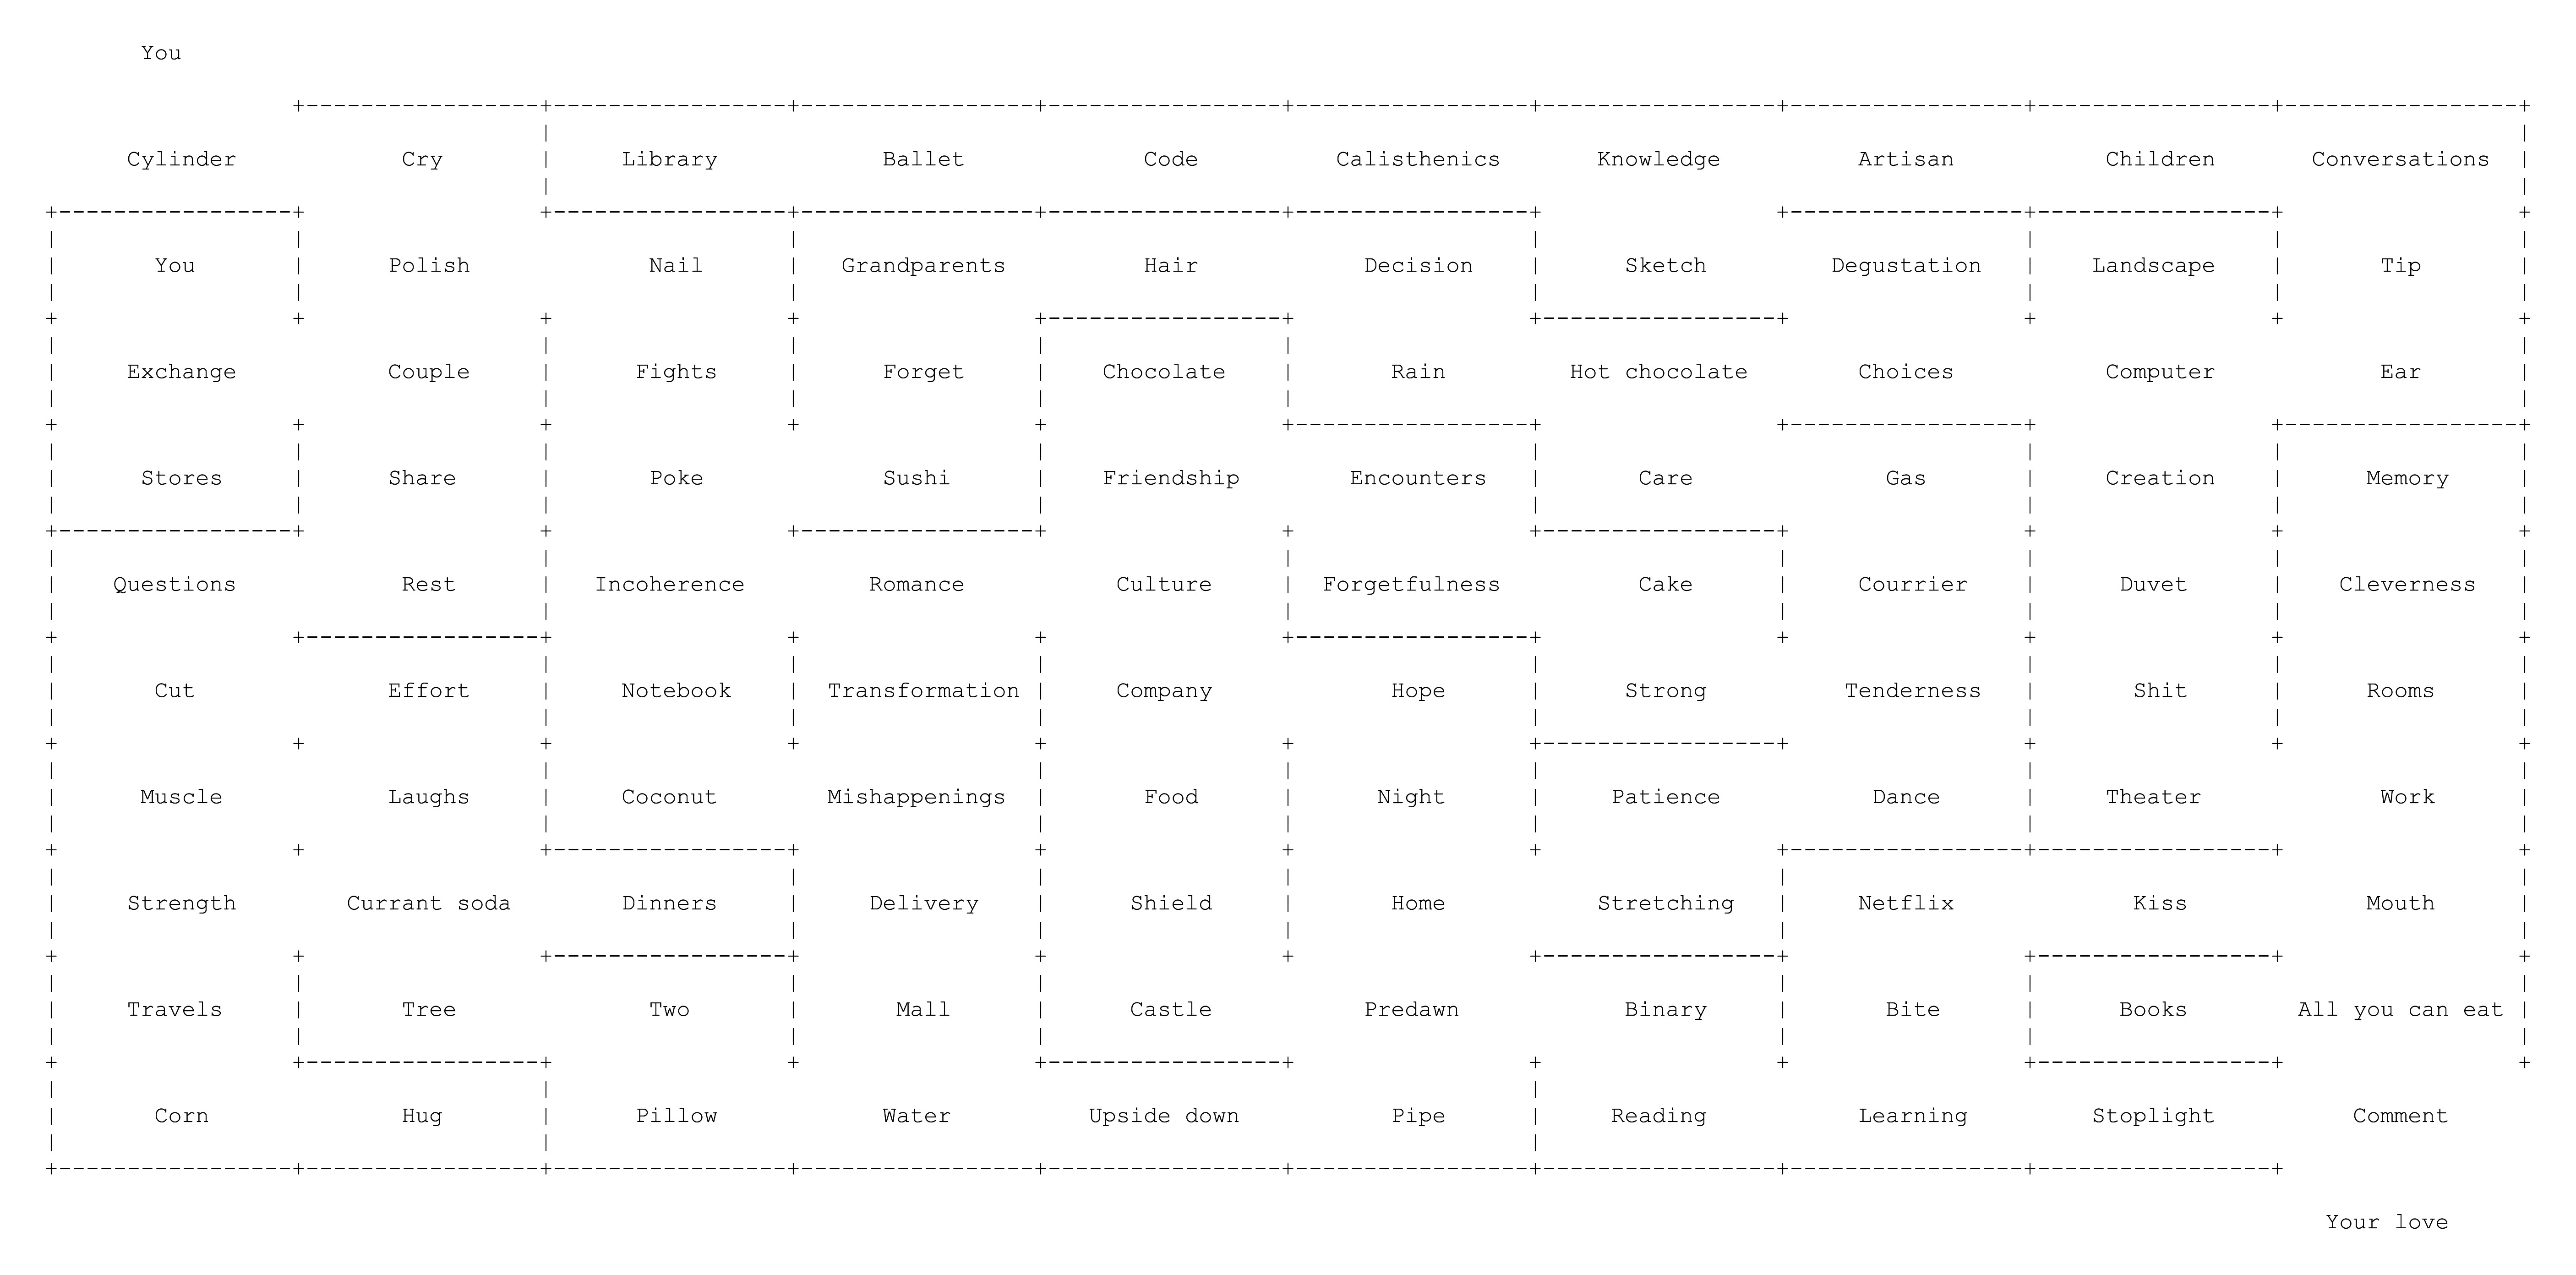 You
Cylinder Cry Library Ballet Code Calisthenics Knowledge Artisan Children Conversations
You Polish Nail Grandparents Hair Decision Sketch Degustation Landscape Tip
Exchange Couple Fights Forget Chocolate Rain Hot chocolate Choices Computer Ear
Stores Share Poke Sushi Friendship Encounters Care Gas Creation Memory
Questions Rest Incoherence Romance Culture Forgetfulness Cake Courrier Duvet Cleverness
Cut Effort Notebook Transformation Company Hope Strong Tenderness Shit Rooms
Muscle Laughs Coconut Mishappenings Food Night Patience Dance Theater Work
Strength Currant soda Dinners Delivery Shield Home Stretching Netflix Kiss Mouth
Travels Tree Two Mall Castle Predawn Binary Bite Books All you can eat
Corn Hug Pillow Water Upside down Pipe Reading Learning Stoplight Comment
Your love